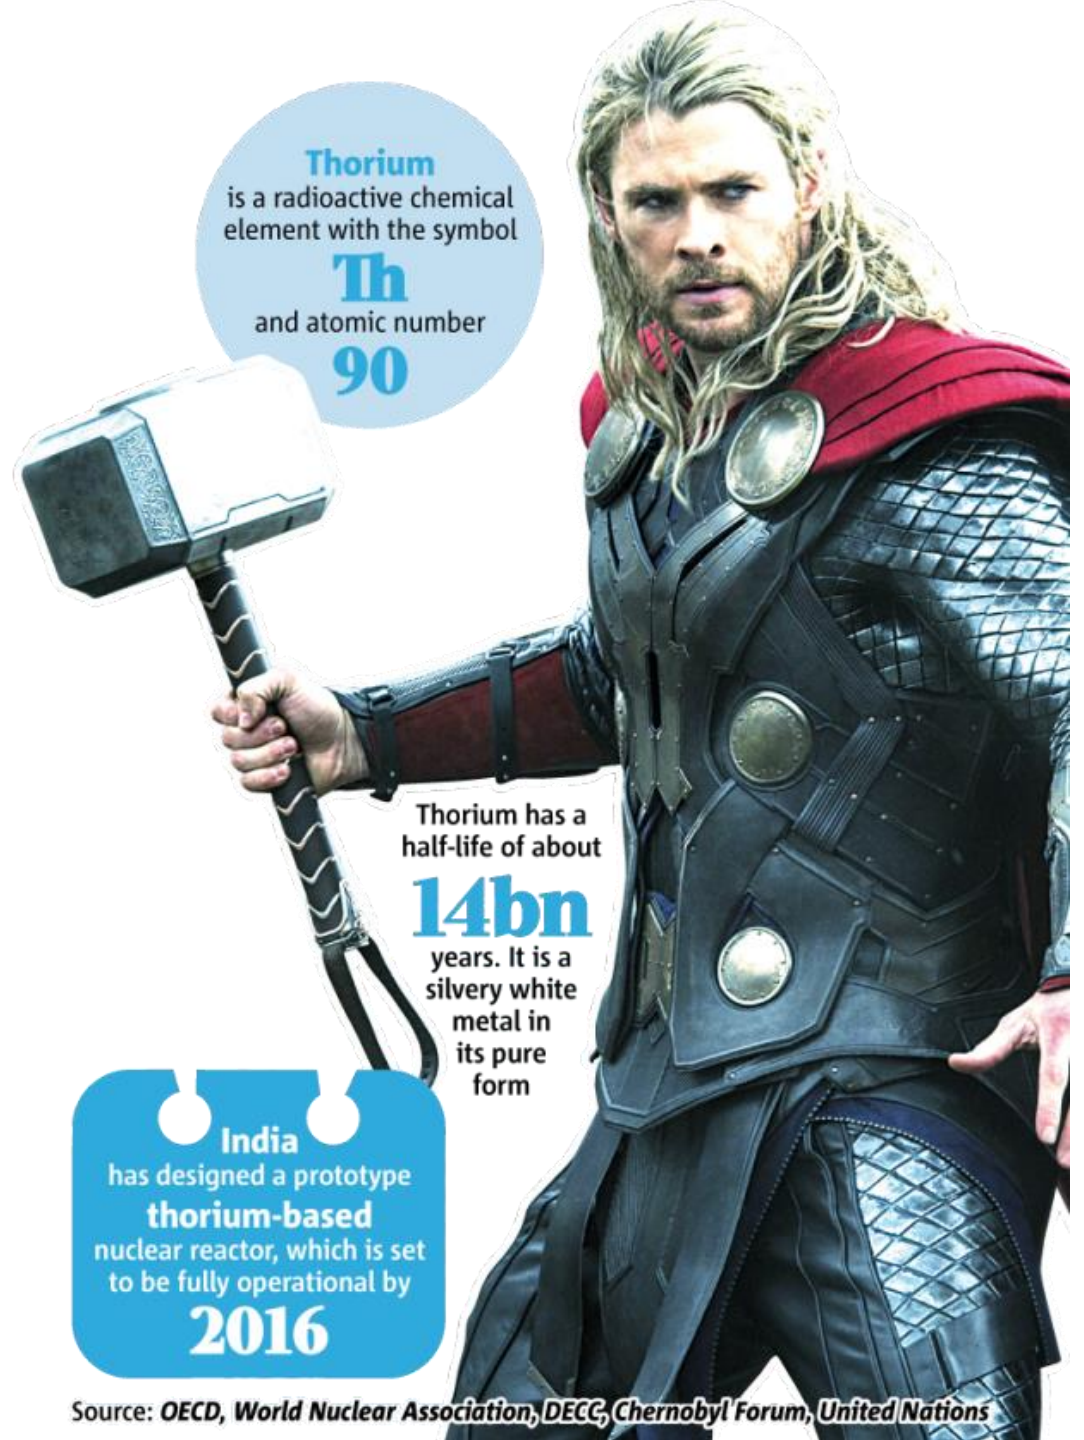 Thorium
is a radioactive chemical
element with the symbol
Th
and atomic number
90
Thorium has a
half-life of about
14bn
years. It is a
silvery white
metal in
its pure
form
India
has designed a prototype
thorium-based
nuclear reactor, which is set
to be fully operational by
2016
Source: OECD, World Nuclear Association, DECC, Chernobyl Forum, United Nations